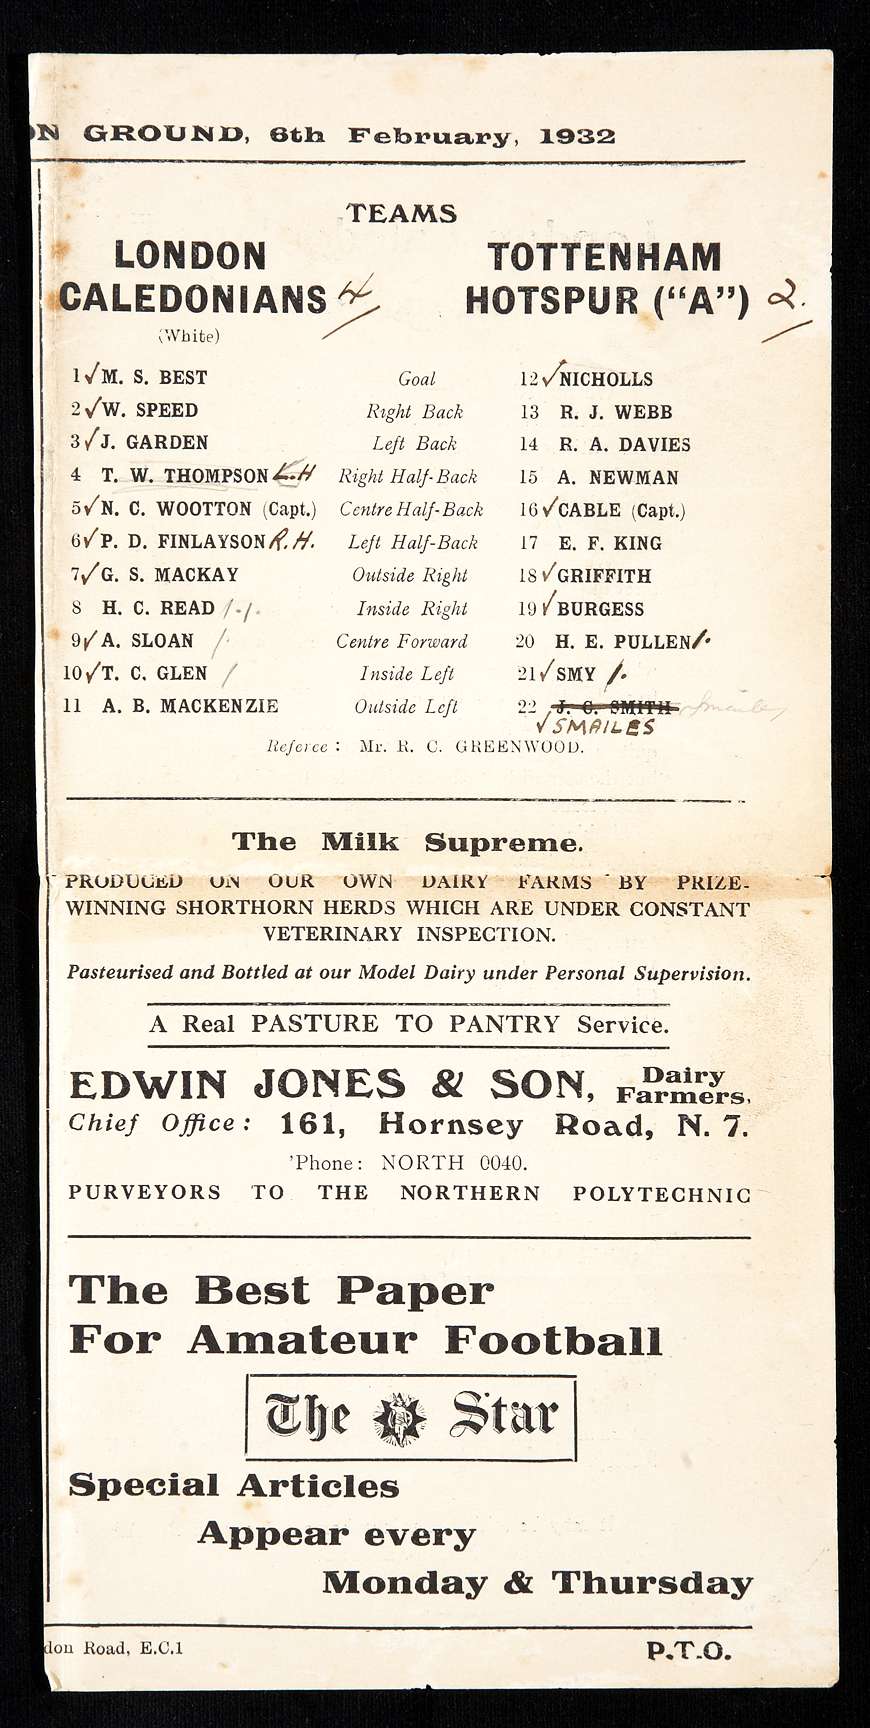 ON GROUND, 6th February, 1932
TEAMS
LONDON CALEDONIANS 4
(White)
TOTTENHAM HOTSPUR ("A") 2.
1 ✓ M. S. BEST Goal 12 ✓ NICHOLLS
2 ✓ W. SPEED Right Back 13 R. J. WEBB
3 ✓ J. GARDEN Left Back 14 R. A. DAVIES
4 T. W. THOMPSON L.H Right Half-Back 15 A. NEWMAN
5 ✓ N. C. WOOTTON (Capt.) Centre Half-Back 16 ✓ CABLE (Capt.)
6 ✓ P. D. FINLAYSON R.H. Left Half-Back 17 E. F. KING
7 ✓ G. S. MACKAY Outside Right 18 ✓ GRIFFITH
8 H. C. READ /./. Inside Right 19 ✓ BURGESS
9 ✓ A. SLOAN /. Centre Forward 20 H. E. PULLEN /.
10 ✓ T. C. GLEN / Inside Left 21 ✓ SMY /.
11 A. B. MACKENZIE Outside Left 22 J. C. SMITH Smailes
✓ SMAILES
Referee : Mr. R. C. GREENWOOD.
The Milk Supreme.
PRODUCED ON OUR OWN DAIRY FARMS BY PRIZE-
WINNING SHORTHORN HERDS WHICH ARE UNDER CONSTANT
VETERINARY INSPECTION.
Pasteurised and Bottled at our Model Dairy under Personal Supervision.
A Real PASTURE TO PANTRY Service.
EDWIN JONES & SON, Dairy Farmers,
Chief Office: 161, Hornsey Road, N. 7.
'Phone: NORTH 0040.
PURVEYORS TO THE NORTHERN POLYTECHNIC
The Best Paper
For Amateur Football
The Star
Special Articles
Appear every
Monday & Thursday
don Road, E.C.1 P.T.O.